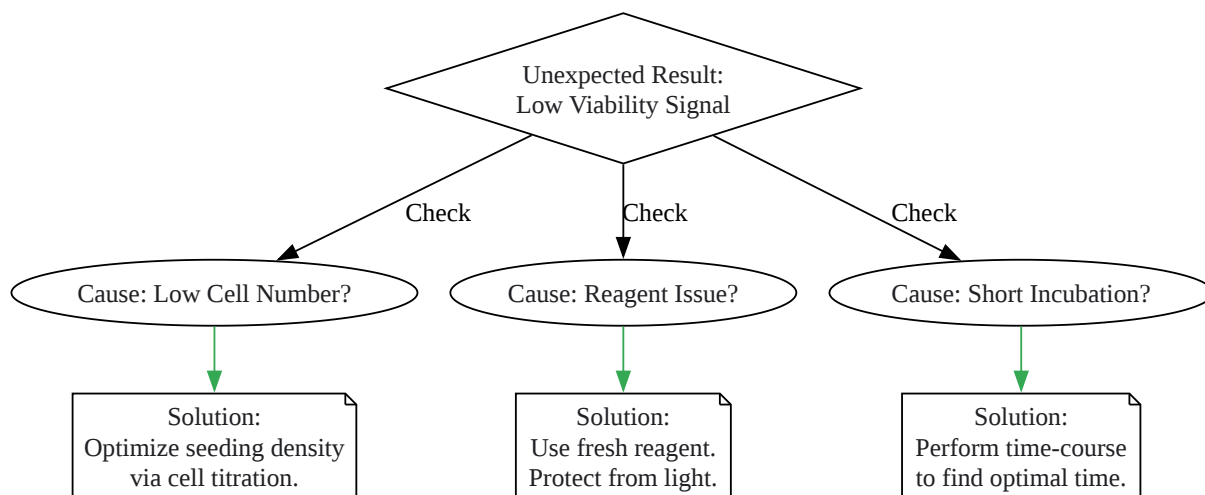 Unexpected Result:
Low Viability Signal
Check
Check
Check
Cause: Low Cell Number?
Cause: Reagent Issue?
Cause: Short Incubation?
Solution:
Optimize seeding density
via cell titration.
Solution:
Use fresh reagent.
Protect from light.
Solution:
Perform time-course
to find optimal time.